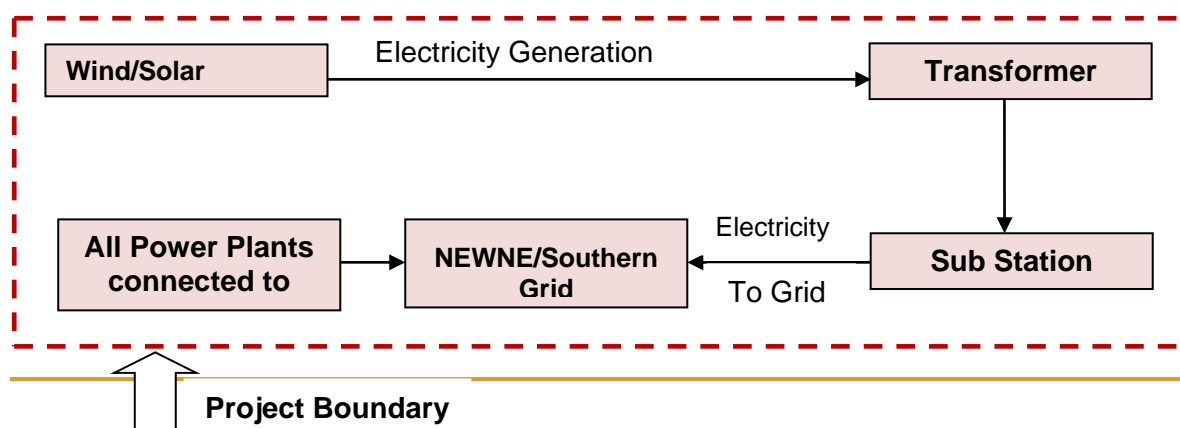 Electricity Generation
Wind/Solar
Transformer
All Power Plants
connected to
NEWNE/Southern
Grid
Electricity
To Grid
Sub Station
Project Boundary